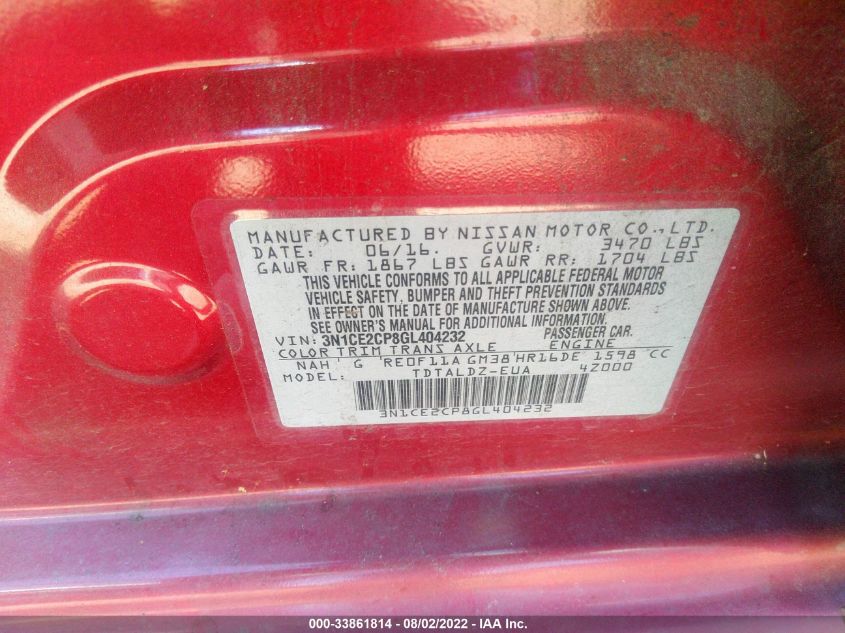 MANUFACTURED BY NISSAN MOTOR CO., LTD.
DATE: 06/16. GVWR: 3470 LBS
GAWR FR: 1867 LBS GAWR RR: 1704 LBS
THIS VEHICLE CONFORMS TO ALL APPLICABLE FEDERAL MOTOR
VEHICLE SAFETY, BUMPER AND THEFT PREVENTION STANDARDS
IN EFFECT ON THE DATE OF MANUFACTURE SHOWN ABOVE.
SEE OWNER'S MANUAL FOR ADDITIONAL INFORMATION.
VIN: 3N1CE2CP8GL404232 PASSENGER CAR.
COLOR TRIM TRANS AXLE ENGINE
NAH G RE0F11A GM38 HR16DE 1598 CC
MODEL: TDTALDZ-EUA 4Z000
3N1CE2CP8GL404232
000-33861814 - 08/02/2022 - IAA Inc.